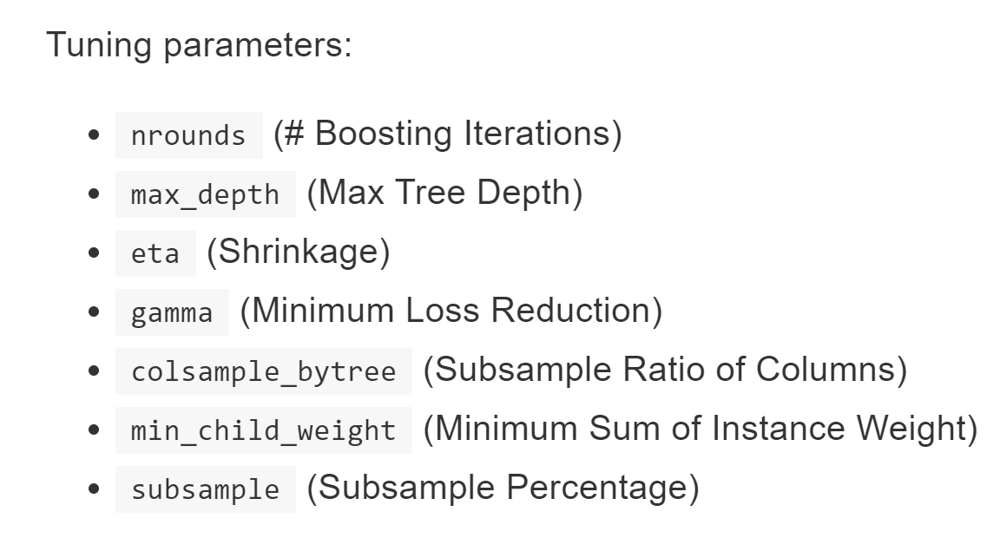 Tuning parameters:
• nrounds (# Boosting Iterations)
• max_depth (Max Tree Depth)
• eta (Shrinkage)
• gamma (Minimum Loss Reduction)
• colsample_bytree (Subsample Ratio of Columns)
• min_child_weight (Minimum Sum of Instance Weight)
• subsample (Subsample Percentage)